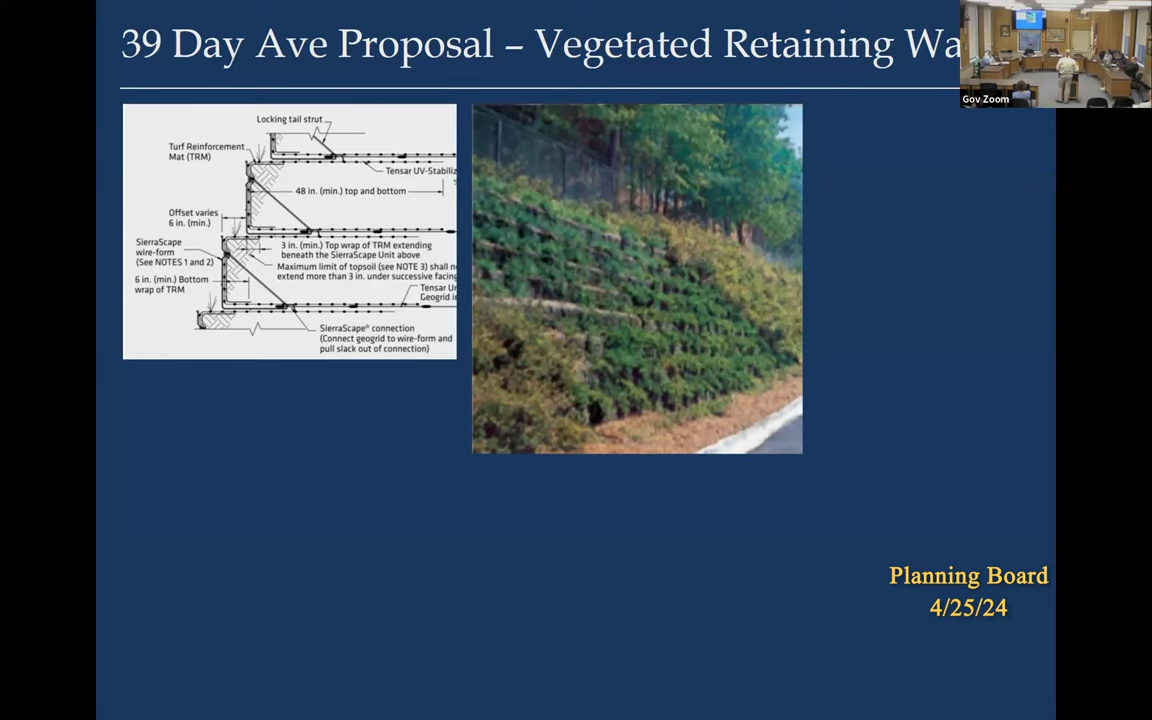 39 Day Ave Proposal – Vegetated Retaining Wa
Gov Zoom
Locking tail strut
Turf Reinforcement
Mat (TRM)
Tensar UV-Stabiliz
48 in. (min.) top and bottom
Offset varies
6 in. (min.)
SierraScape
wire-form
(See NOTES 1 and 2)
3 in. (min.) Top wrap of TRM extending
beneath the SierraScape Unit above
Maximum limit of topsoil (see NOTE 3) shall n
extend more than 3 in. under successive facing
6 in. (min.) Bottom
wrap of TRM
Tensar Un
Geogrid i
SierraScape® connection
(Connect geogrid to wire-form and
pull slack out of connection)
Planning Board
4/25/24